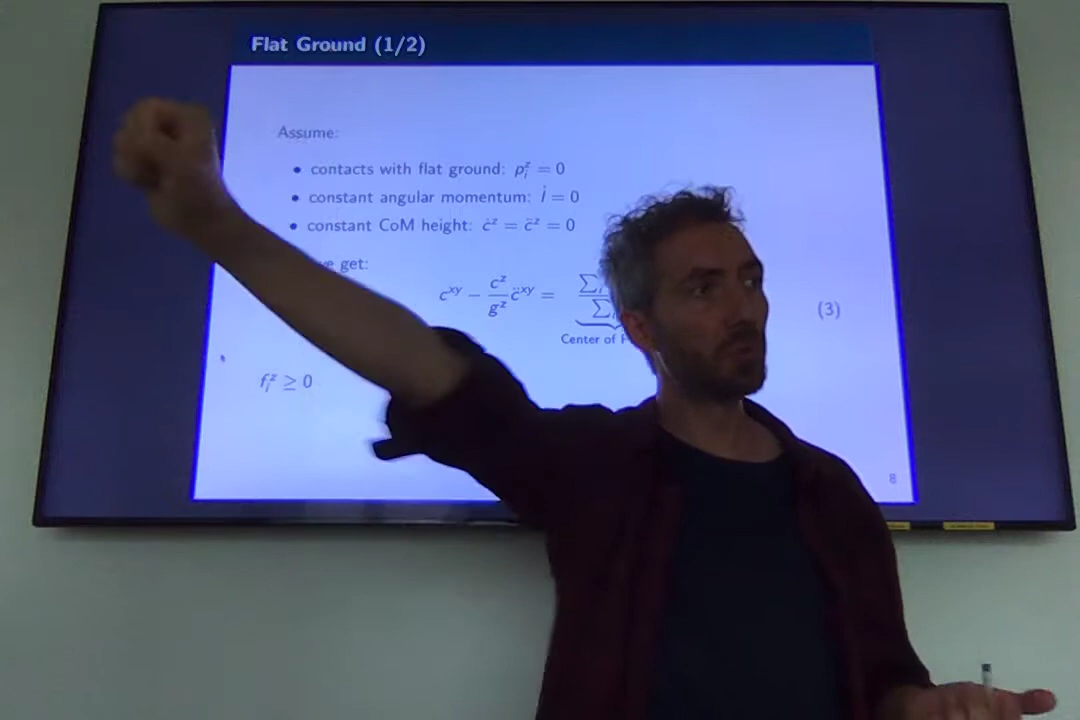 Flat Ground (1/2)
Assume:
• contacts with flat ground: p_i^z = 0
• constant angular momentum: l̇ = 0
• constant CoM height: ċ^z = c̈^z = 0
get:
c^{xy} − \frac{c^z}{g^z} c̈^{xy} = (3)
Center of
f_i^z ≥ 0
8